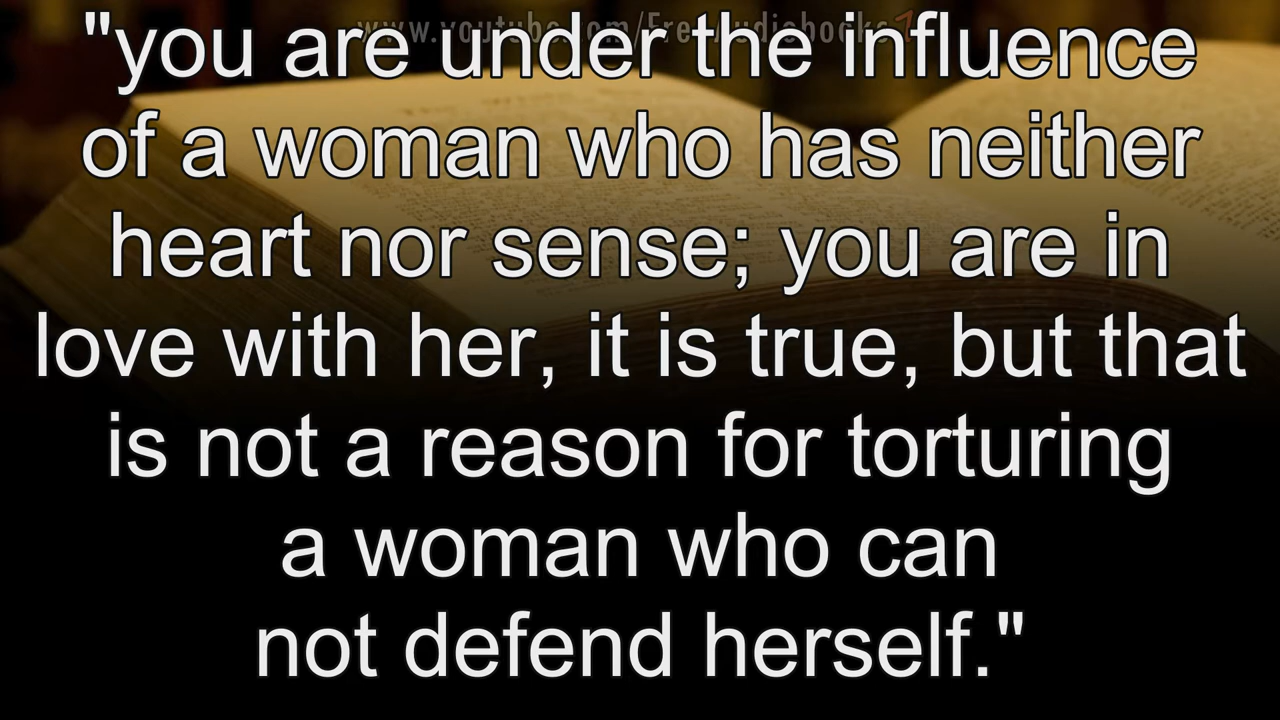 www.youtube.com/FreeAudiobooks
"you are under the influence
of a woman who has neither
heart nor sense; you are in
love with her, it is true, but that
is not a reason for torturing
a woman who can
not defend herself."